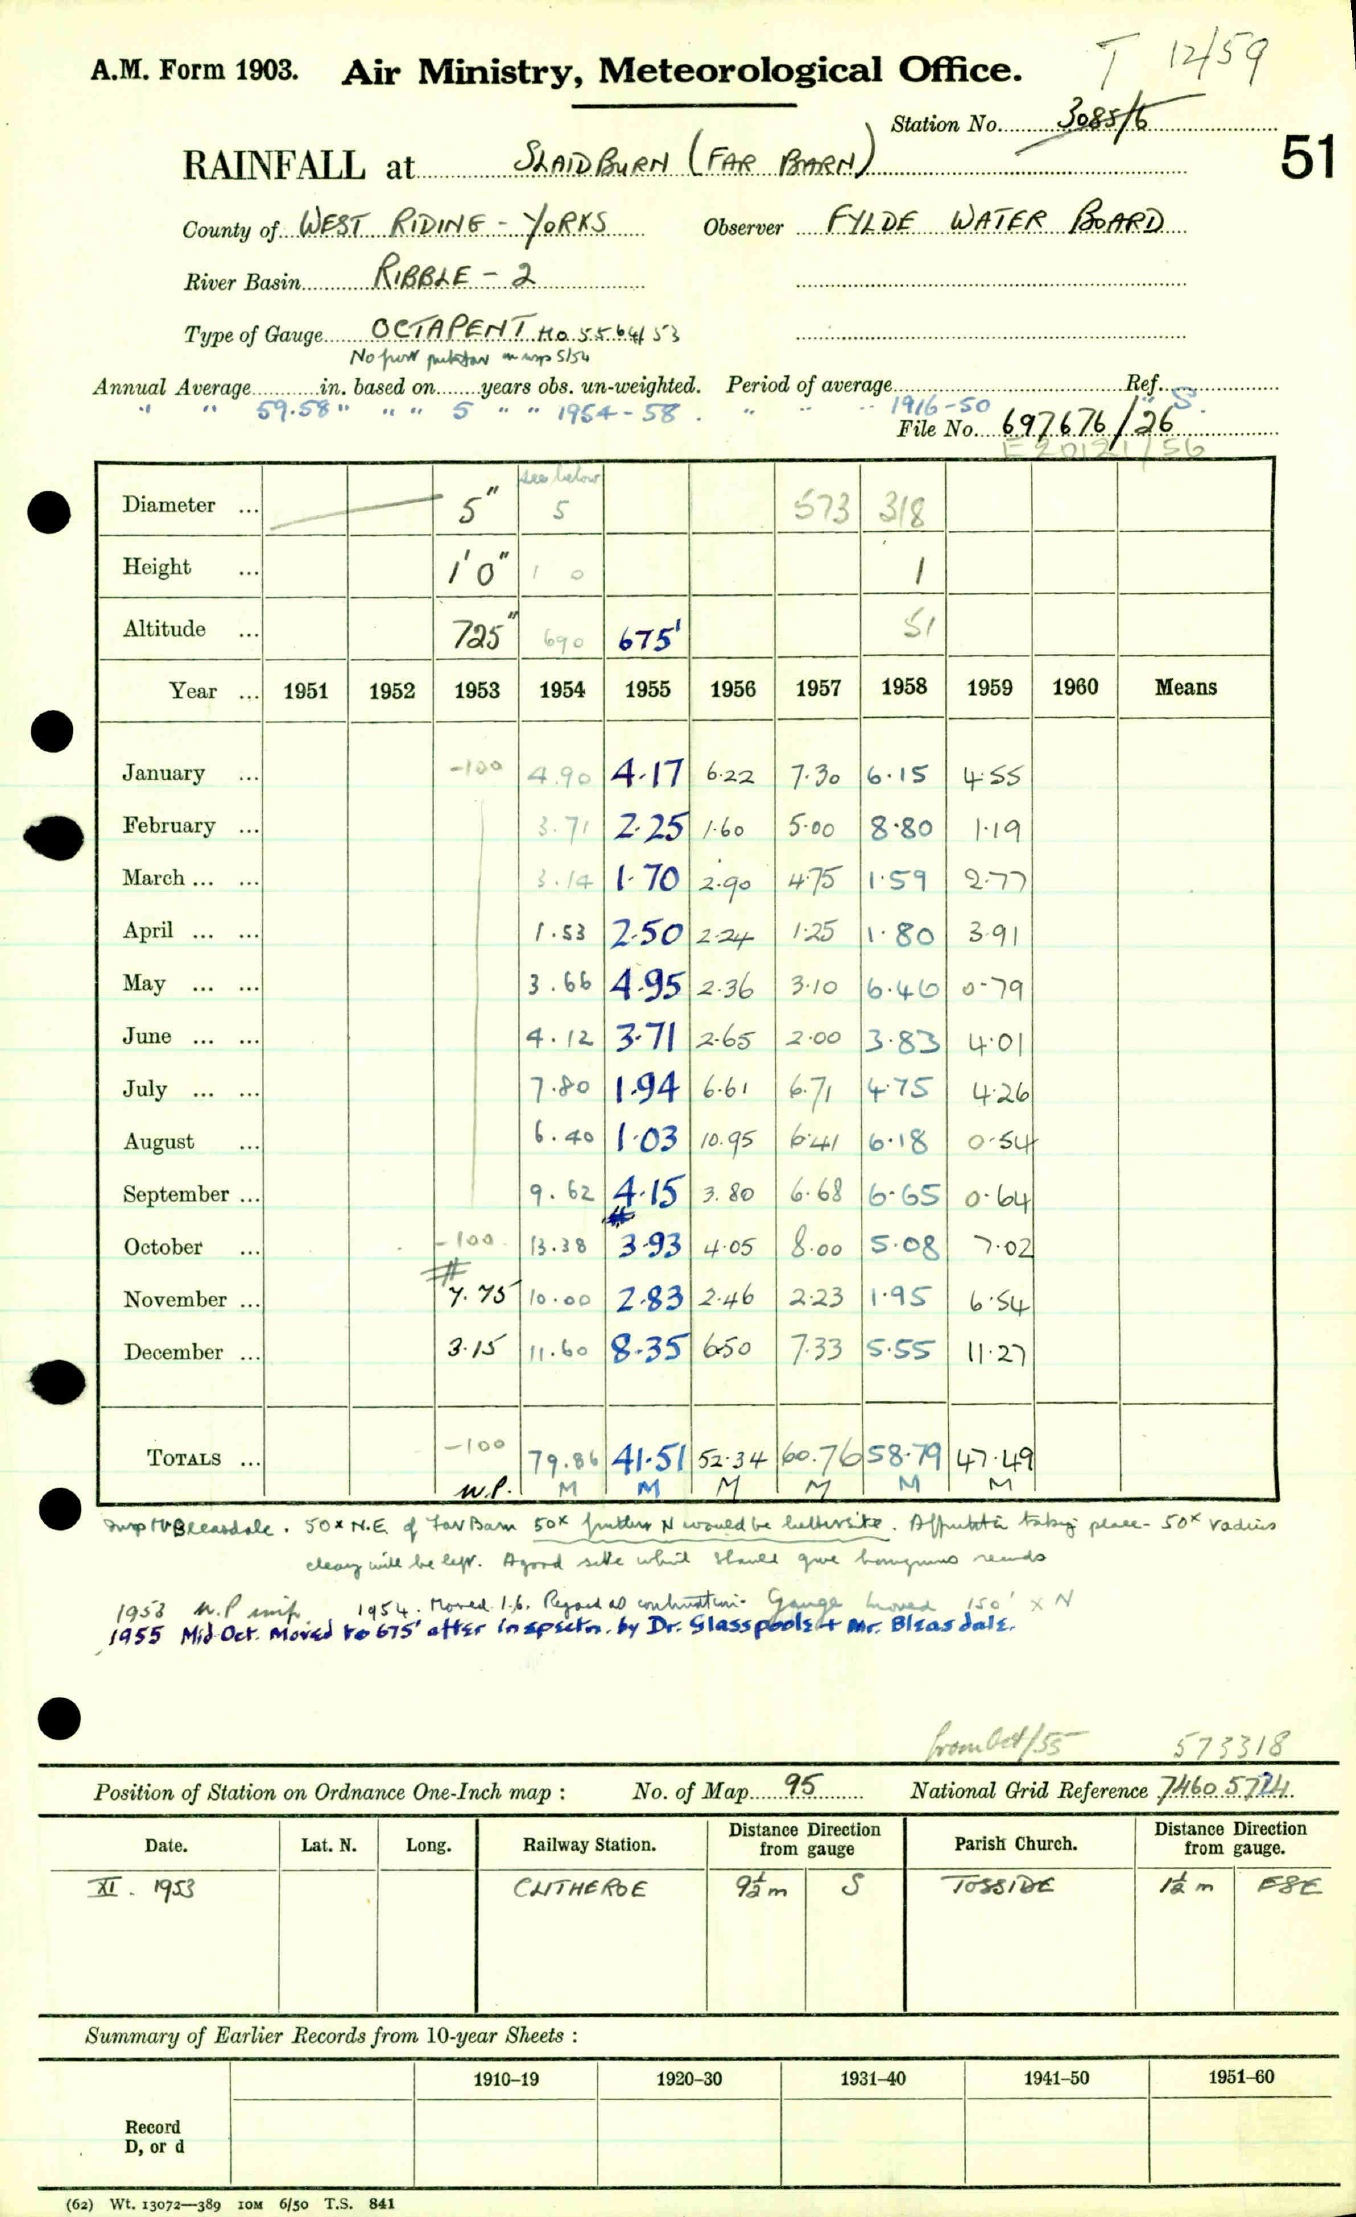 T 12/59
A.M. Form 1903. Air Ministry, Meteorological Office.
Station No. 3085/6
51
RAINFALL at SLAIDBURN (FAR BARN)
County of WEST RIDING - YORKS Observer FYLDE WATER BOARD
River Basin RIBBLE - 2
Type of Gauge OCTAPENT No 5564/53
Annual Average in. based on years obs. un-weighted. Period of average Ref.
" " 59.58" " " 5 " " 1954-58. " " " 1916-50 " S.
File No. 697676/26
E20121/56
see below
Diameter ... 5" 5 573 318
Height ... 1'0" 1 0 1
Altitude ... 725" 690 675' 51
Year ... 1951 1952 1953 1954 1955 1956 1957 1958 1959 1960 Means
January ... -100 4.90 4.17 6.22 7.30 6.15 4.55
February ... 3.71 2.25 1.60 5.00 8.80 1.19
March ... ... 3.14 1.70 2.90 4.75 1.59 2.77
April ... ... 1.53 2.50 2.24 1.25 1.80 3.91
May ... ... 3.66 4.95 2.36 3.10 6.46 0.79
June ... ... 4.12 3.71 2.65 2.00 3.83 4.01
July ... ... 7.80 1.94 6.61 6.71 4.75 4.26
August ... 6.40 1.03 10.95 6.41 6.18 0.54
September ... 9.62 4.15 3.80 6.68 6.65 0.64
October ... -100 13.38 3.93 4.05 8.00 5.08 7.02
November ... 7.75 10.00 2.83 2.46 2.23 1.95 6.54
December ... 3.15 11.60 8.35 6.50 7.33 5.55 11.27
TOTALS ... -100 79.86 41.51 52.34 60.76 58.79 47.49
n.p. M M M M M M
Bleasdale. 50x N.E. of Far Barn 50x further N would be better site. taking place - 50x radius
will be left. A good site which should give records
1953 n.p 1954. Moved 1.6. Regard as continuation. Gauge moved 150' x N
1955 Mid-Oct. Moved to 675' after inspectn. by Dr. Glasspoole + Mr. Bleasdale.
from Oct/55 573318
Position of Station on Ordnance One-Inch map : No. of Map 95 National Grid Reference 7460 5724
Date. Lat. N. Long. Railway Station. Distance Direction from gauge Parish Church. Distance Direction from gauge.
XI. 1953 CLITHEROE 9½ m S TOSSIDE 1½ m ESE
Summary of Earlier Records from 10-year Sheets :
1910–19 1920–30 1931–40 1941–50 1951–60
Record
D, or d
(62) Wt. 13072—389 10M 6/50 T.S. 841